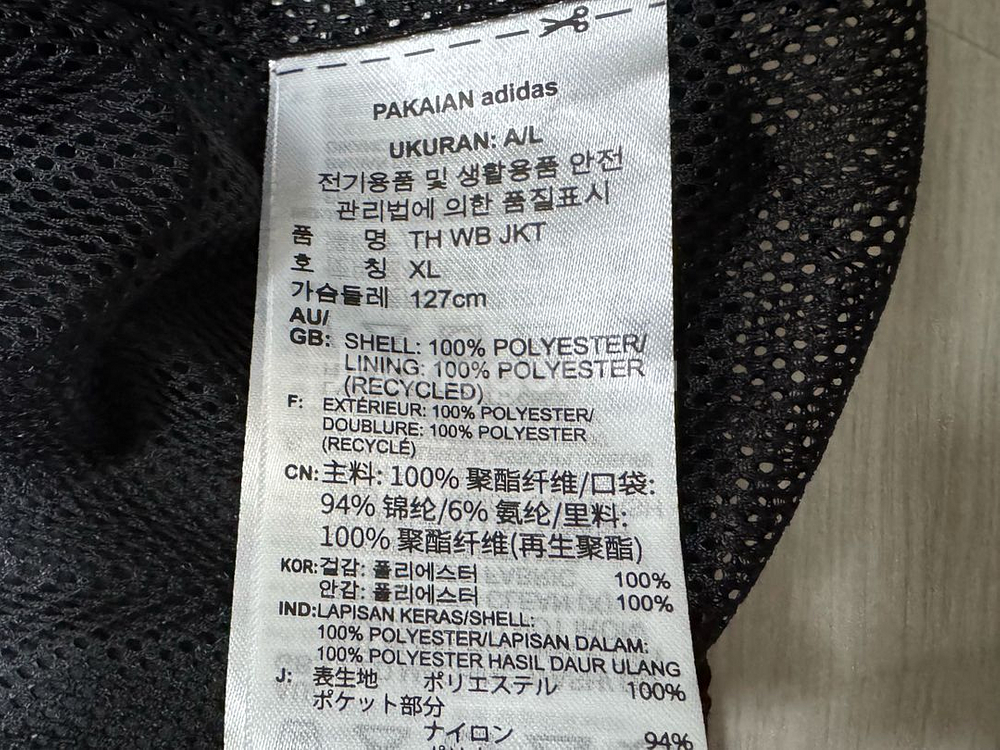 PAKAIAN adidas
UKURAN: A/L
전기용품 및 생활용품 안전
관리법에 의한 품질표시
품 명 TH WB JKT
호 칭 XL
가슴들레 127cm
AU/
GB: SHELL: 100% POLYESTER/
LINING: 100% POLYESTER
(RECYCLED)
F: EXTÉRIEUR: 100% POLYESTER/
DOUBLURE: 100% POLYESTER
(RECYCLÉ)
CN: 主料: 100% 聚酯纤维/口袋:
94% 锦纶/6% 氨纶/里料:
100% 聚酯纤维(再生聚酯)
KOR: 겉감: 폴리에스터 100%
안감: 폴리에스터 100%
IND: LAPISAN KERAS/SHELL:
100% POLYESTER/LAPISAN DALAM:
100% POLYESTER HASIL DAUR ULANG
J: 表生地 ポリエステル 100%
ポケット部分
ナイロン 94%